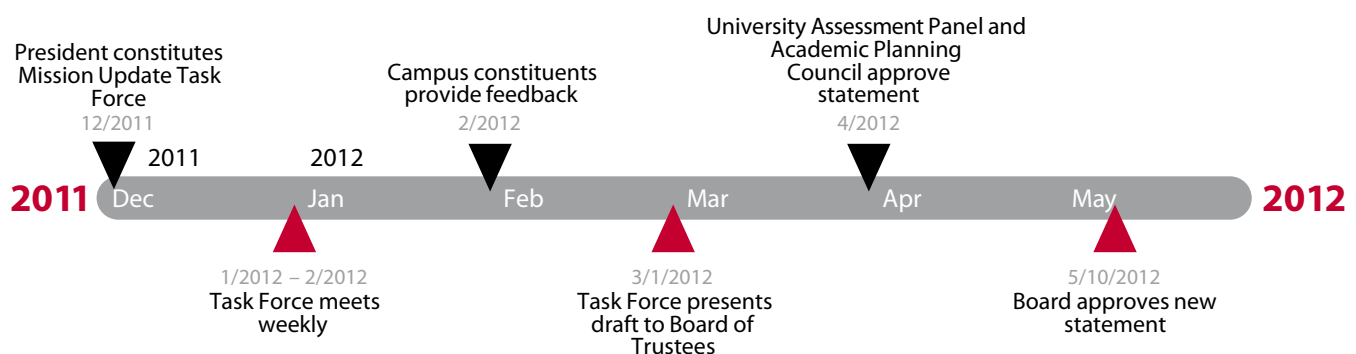 University Assessment Panel and
Academic Planning
Council approve
statement
4/2012
President constitutes
Mission Update Task
Force
12/2011
Campus constituents
provide feedback
2/2012
2011
2012
2011
Dec
Jan
Feb
Mar
Apr
May
2012
1/2012 – 2/2012
Task Force meets
weekly
3/1/2012
Task Force presents
draft to Board of
Trustees
5/10/2012
Board approves new
statement